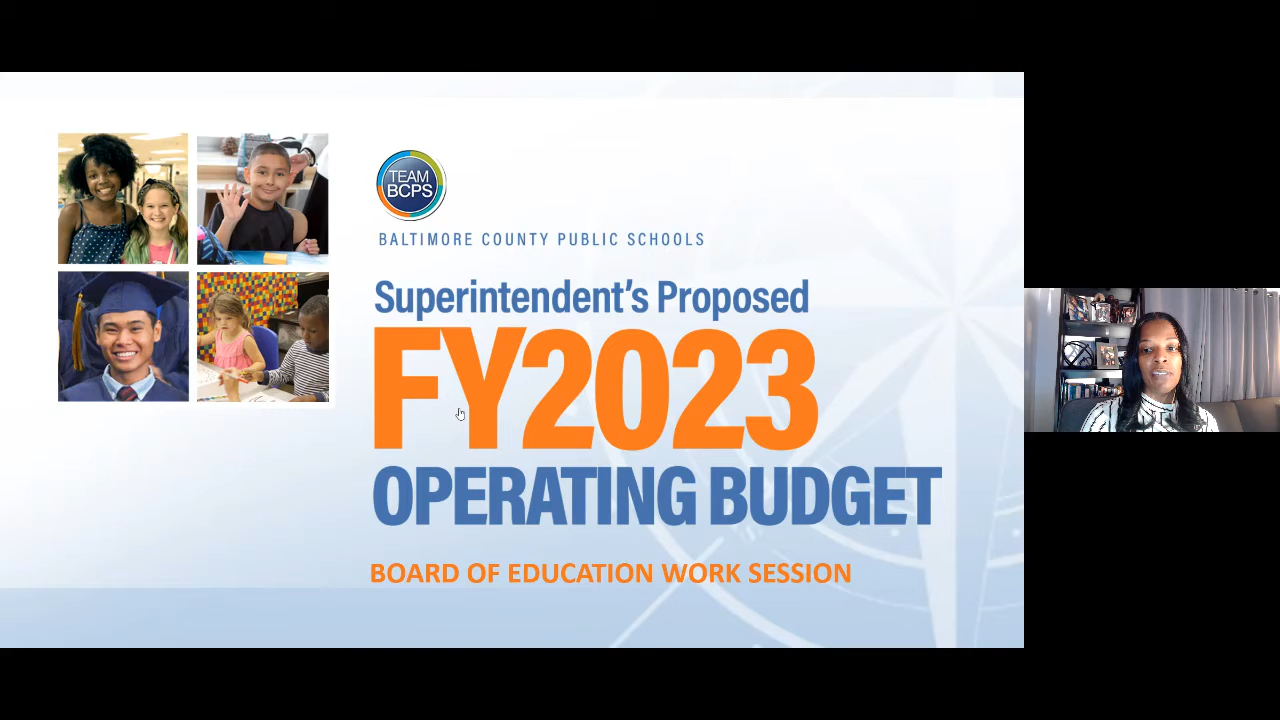 TEAM
BCPS
BALTIMORE COUNTY PUBLIC SCHOOLS
Superintendent's Proposed
FY2023
OPERATING BUDGET
BOARD OF EDUCATION WORK SESSION